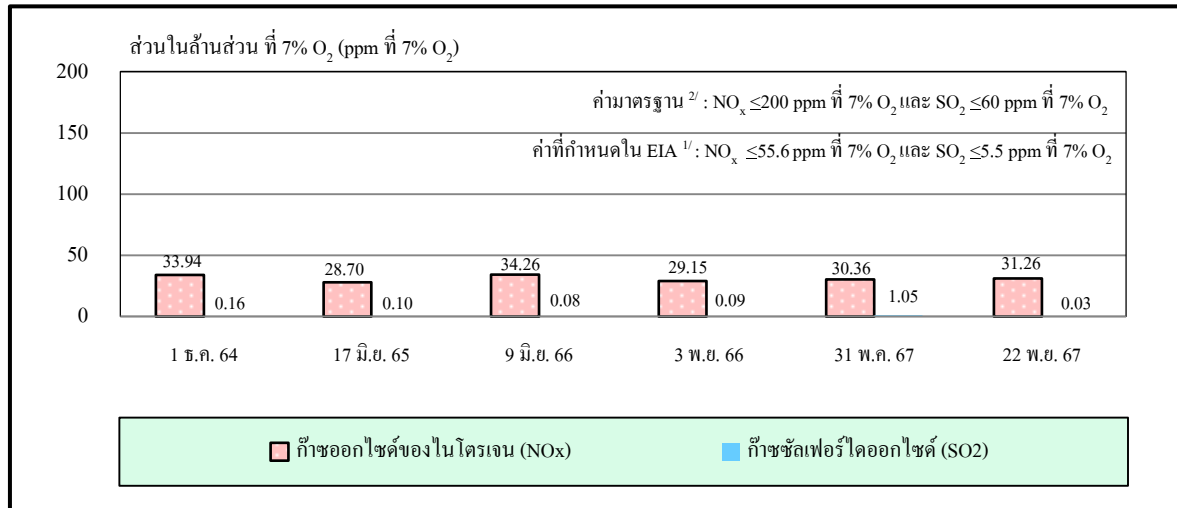 ส่วนในล้านส่วน ที่ 7% O₂ (ppm ที่ 7% O₂)
200
ค่ามาตรฐาน ²/ : NOₓ ≤200 ppm ที่ 7% O₂ และ SO₂ ≤60 ppm ที่ 7% O₂
150
ค่าที่กำหนดใน EIA ¹/ : NOₓ ≤55.6 ppm ที่ 7% O₂ และ SO₂ ≤5.5 ppm ที่ 7% O₂
100
50
33.94 28.70 34.26 29.15 30.36 31.26
0.16 0.10 0.08 0.09 1.05 0.03
0
1 ธ.ค. 64 17 มิ.ย. 65 9 มิ.ย. 66 3 พ.ย. 66 31 พ.ค. 67 22 พ.ย. 67
ก๊าซออกไซด์ของไนโตรเจน (NOx) ก๊าซซัลเฟอร์ไดออกไซด์ (SO2)